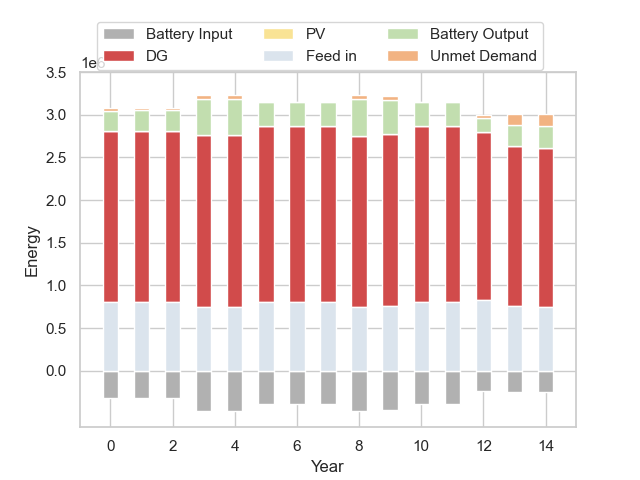 Battery Input PV Battery Output
DG Feed in Unmet Demand
1e6
3.5
3.0
2.5
2.0
1.5
1.0
0.5
0.0
Energy
0 2 4 6 8 10 12 14
Year